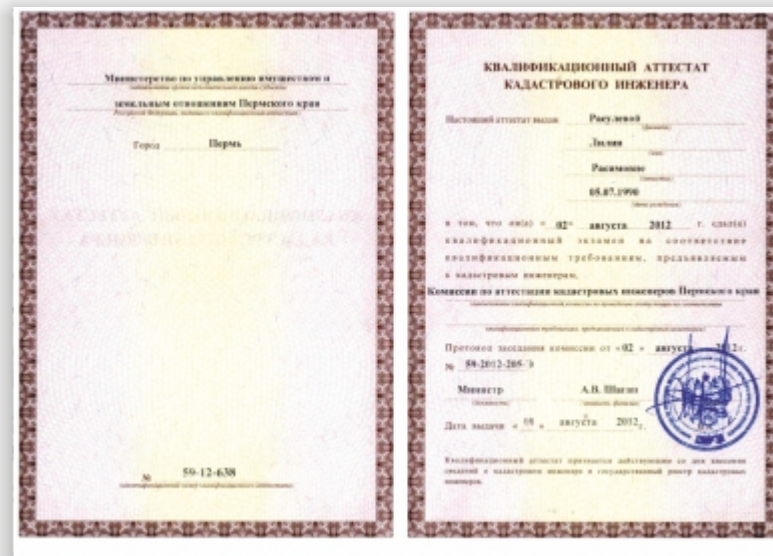 Министерство по управлению имуществом и
земельным отношениям Пермского края
Город Пермь
№ 59-12-638
КВАЛИФИКАЦИОННЫЙ АТТЕСТАТ
КАДАСТРОВОГО ИНЖЕНЕРА
Настоящий аттестат выдан
Лилии
05.07.1990
в том, что он(а) « 02» августа 2012 г. сдал(а)
квалификационный экзамен на соответствие
квалификационным требованиям, предъявляемым
к кадастровым инженерам,
Комиссии по аттестации кадастровых инженеров Пермского края
Протокол заседания комиссии от «02 » августа 2012г.
№ 59-2012-205-
Министр А.В. Шагап
Дата выдачи « » августа 2012г.
Квалификационный аттестат признается действующим со дня внесения
сведений о кадастровом инженере в государственный реестр кадастровых
инженеров.